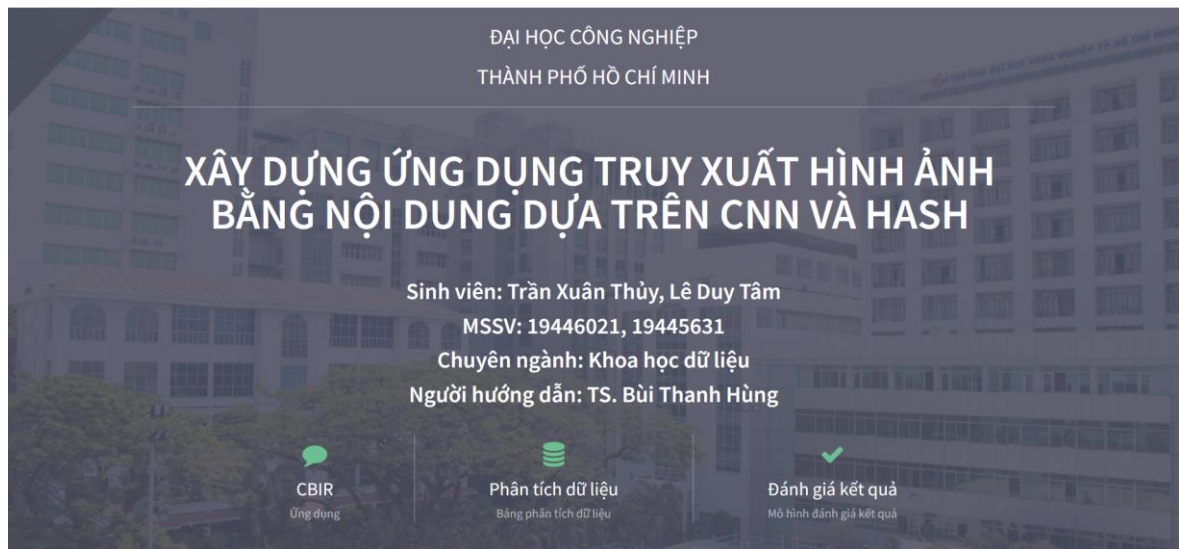 ĐẠI HỌC CÔNG NGHIỆP
THÀNH PHỐ HỒ CHÍ MINH
XÂY DỰNG ỨNG DỤNG TRUY XUẤT HÌNH ẢNH
BẰNG NỘI DUNG DỰA TRÊN CNN VÀ HASH
Sinh viên: Trần Xuân Thủy, Lê Duy Tâm
MSSV: 19446021, 19445631
Chuyên ngành: Khoa học dữ liệu
Người hướng dẫn: TS. Bùi Thanh Hùng
CBIR
Ứng dụng
Phân tích dữ liệu
Bảng phân tích dữ liệu
Đánh giá kết quả
Mô hình đánh giá kết quả